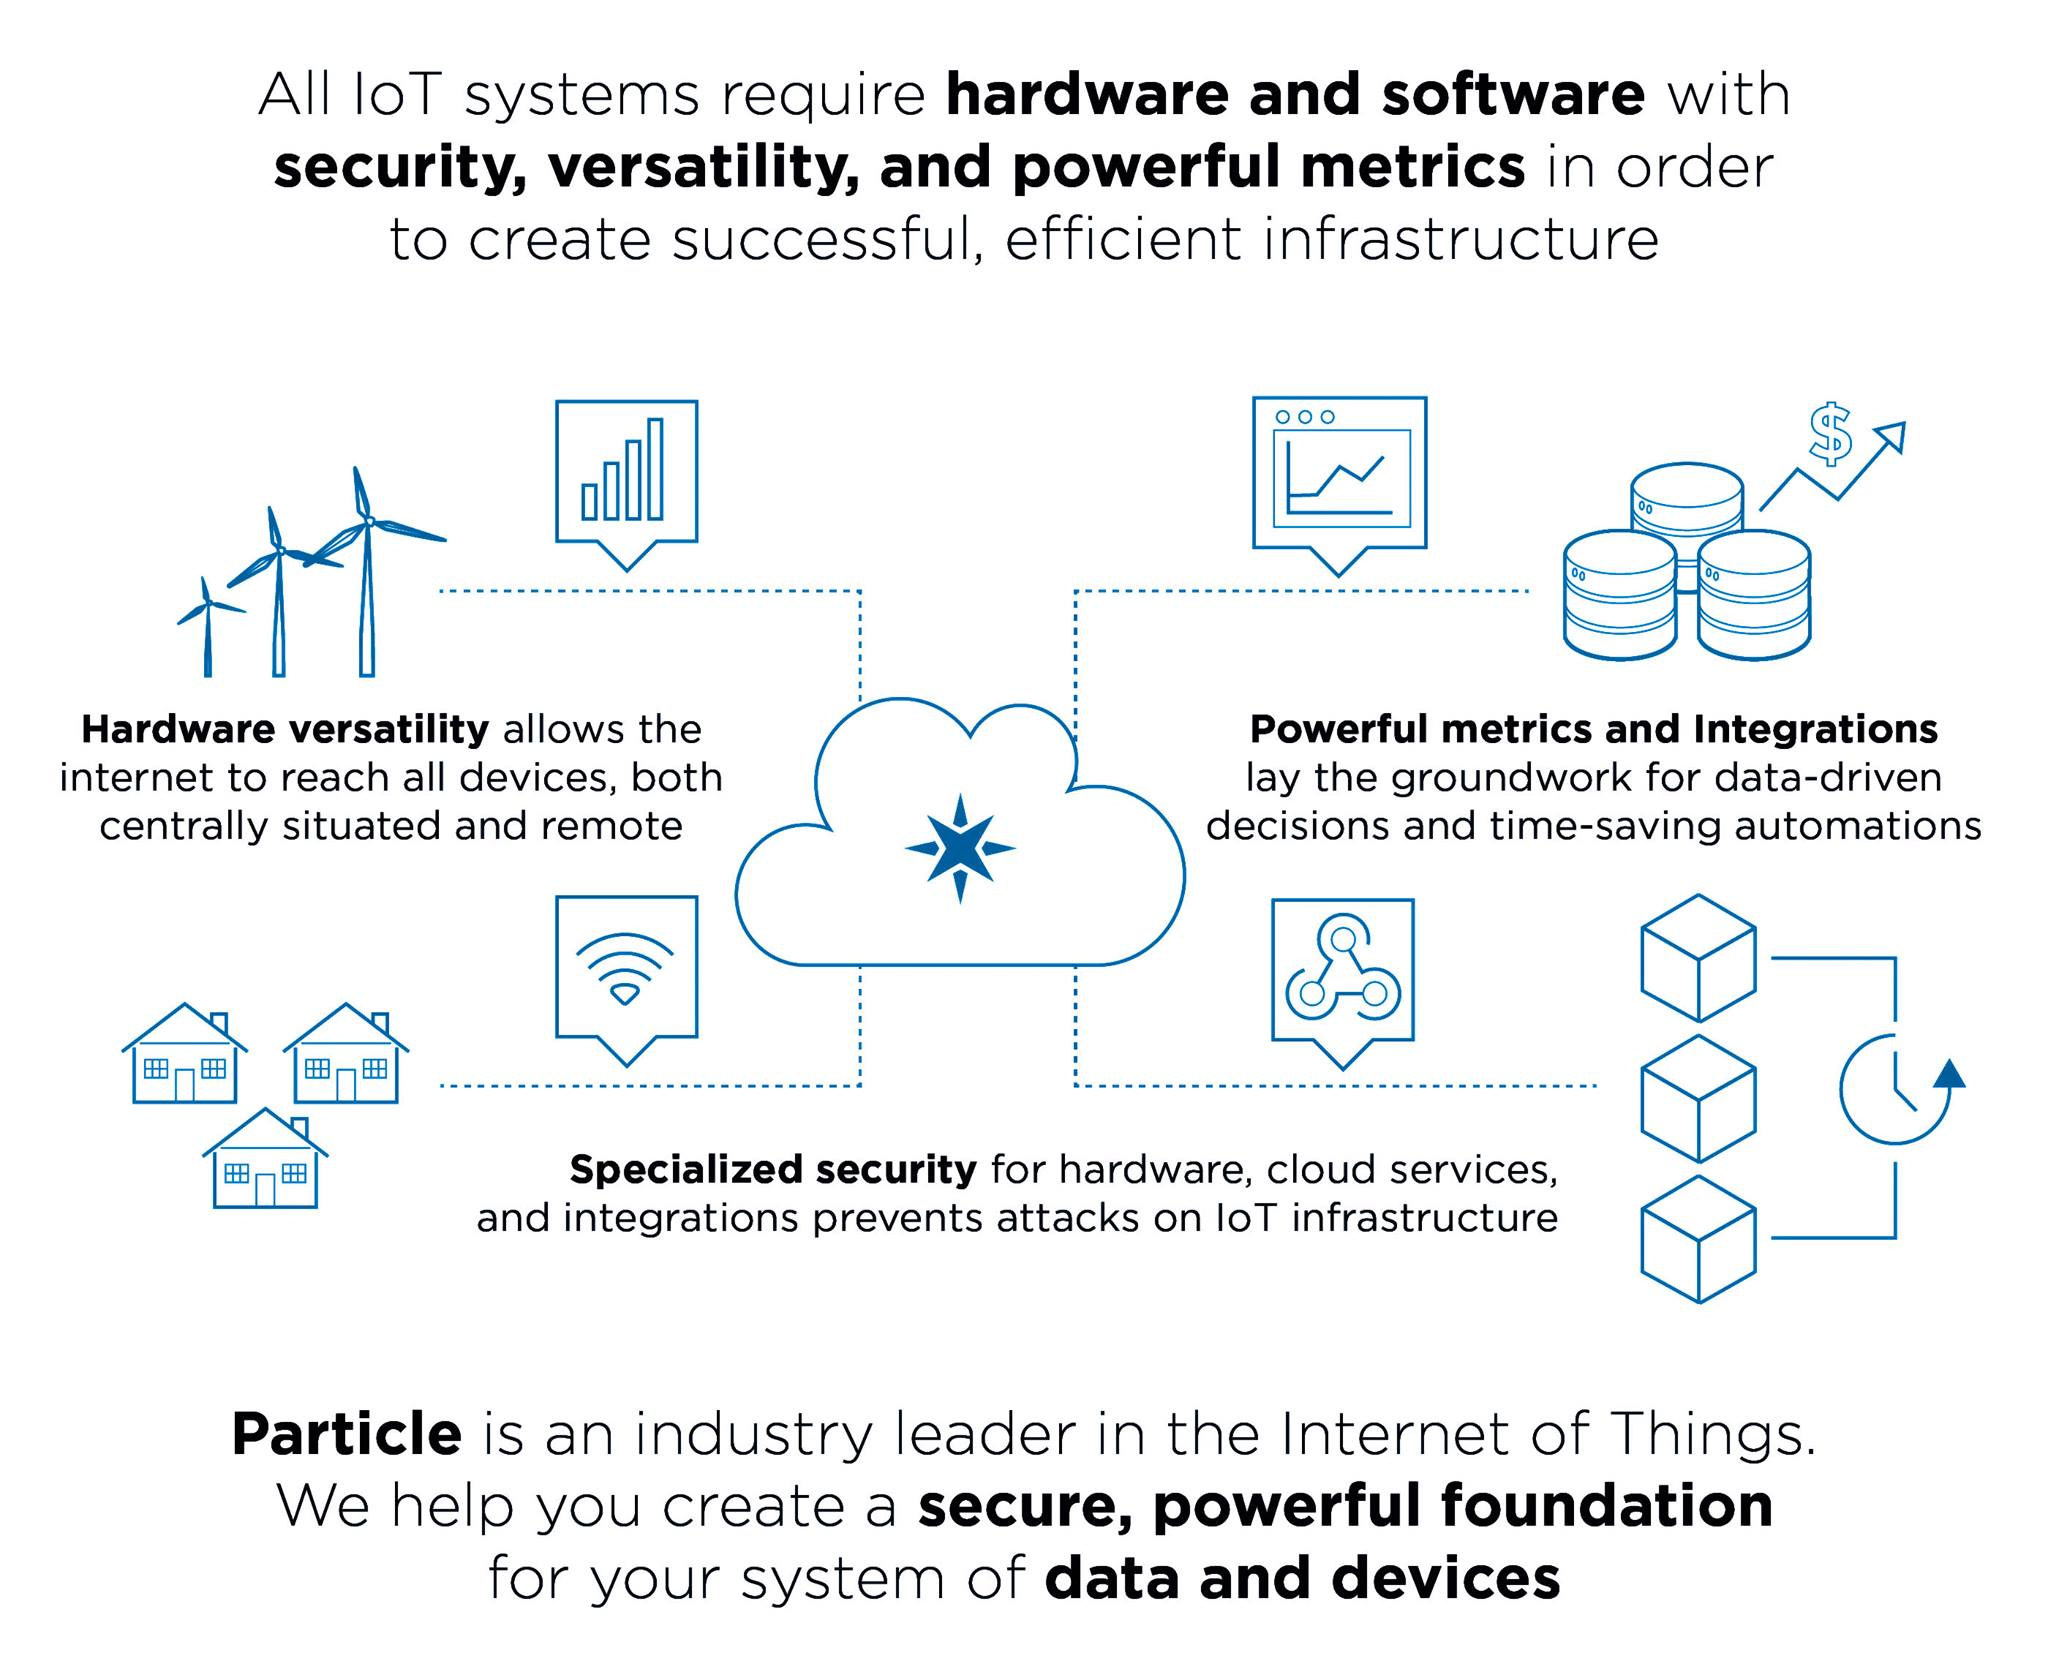 All IoT systems require hardware and software with
security, versatility, and powerful metrics in order
to create successful, efficient infrastructure
$
Hardware versatility allows the
internet to reach all devices, both
centrally situated and remote
Powerful metrics and Integrations
lay the groundwork for data-driven
decisions and time-saving automations
Specialized security for hardware, cloud services,
and integrations prevents attacks on IoT infrastructure
Particle is an industry leader in the Internet of Things.
We help you create a secure, powerful foundation
for your system of data and devices